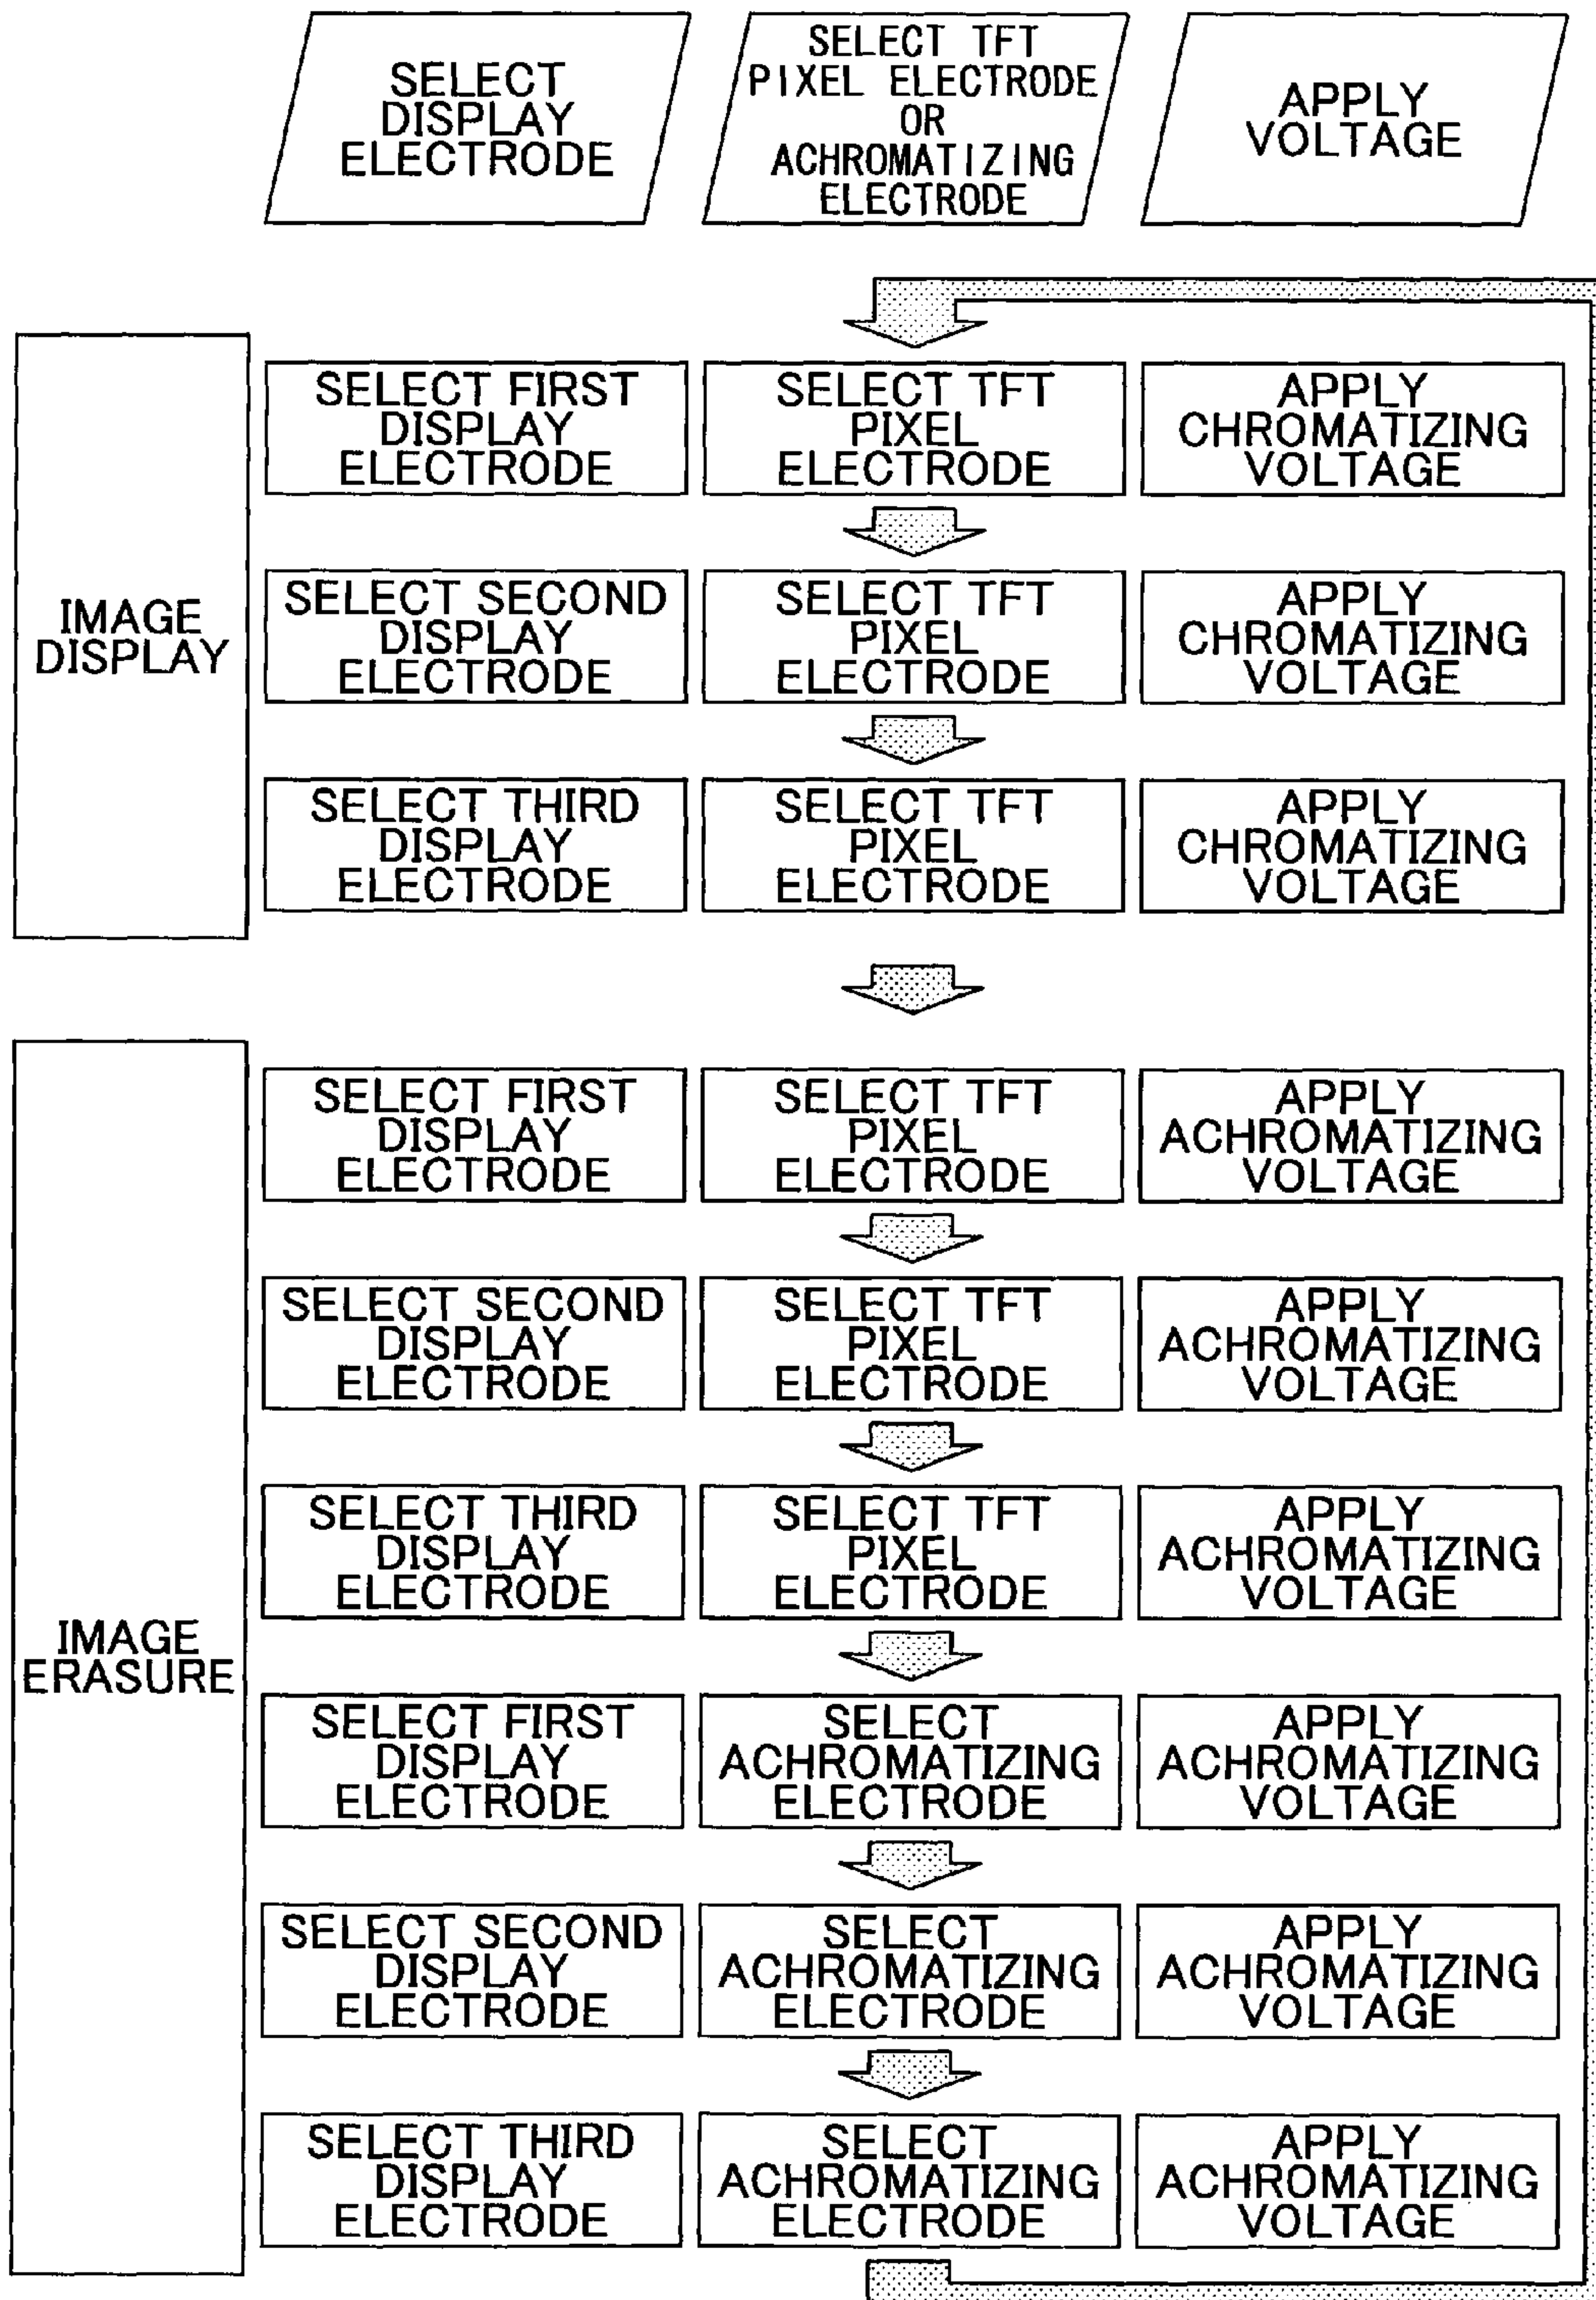 SELECT
DISPLAY
ELECTRODE
SELECT TFT
PIXEL ELECTRODE
OR
ACHROMATIZING
ELECTRODE
APPLY
VOLTAGE
IMAGE
DISPLAY
SELECT FIRST
DISPLAY
ELECTRODE
SELECT TFT
PIXEL
ELECTRODE
APPLY
CHROMATIZING
VOLTAGE
SELECT SECOND
DISPLAY
ELECTRODE
SELECT TFT
PIXEL
ELECTRODE
APPLY
CHROMATIZING
VOLTAGE
SELECT THIRD
DISPLAY
ELECTRODE
SELECT TFT
PIXEL
ELECTRODE
APPLY
CHROMATIZING
VOLTAGE
IMAGE
ERASURE
SELECT FIRST
DISPLAY
ELECTRODE
SELECT TFT
PIXEL
ELECTRODE
APPLY
ACHROMATIZING
VOLTAGE
SELECT SECOND
DISPLAY
ELECTRODE
SELECT TFT
PIXEL
ELECTRODE
APPLY
ACHROMATIZING
VOLTAGE
SELECT THIRD
DISPLAY
ELECTRODE
SELECT TFT
PIXEL
ELECTRODE
APPLY
ACHROMATIZING
VOLTAGE
SELECT FIRST
DISPLAY
ELECTRODE
SELECT
ACHROMATIZING
ELECTRODE
APPLY
ACHROMATIZING
VOLTAGE
SELECT SECOND
DISPLAY
ELECTRODE
SELECT
ACHROMATIZING
ELECTRODE
APPLY
ACHROMATIZING
VOLTAGE
SELECT THIRD
DISPLAY
ELECTRODE
SELECT
ACHROMATIZING
ELECTRODE
APPLY
ACHROMATIZING
VOLTAGE